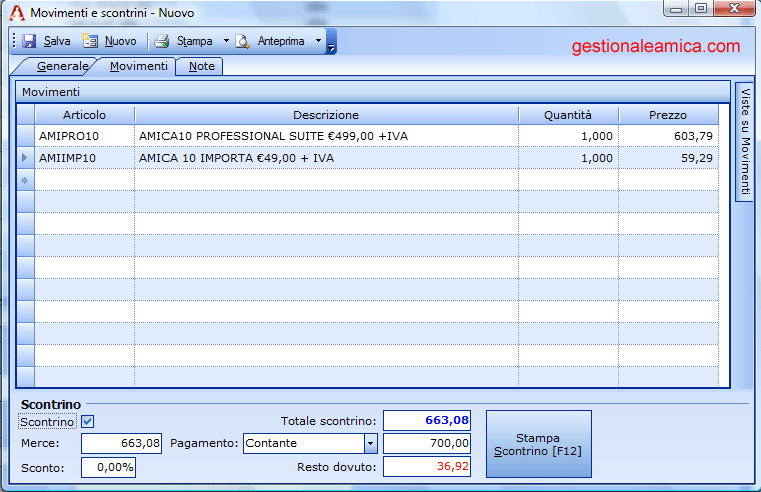 Movimenti e scontrini - Nuovo
Salva Nuovo Stampa Anteprima
gestionaleamica.com
Generale Movimenti Note
Movimenti
Viste su Movimenti
Articolo Descrizione Quantità Prezzo
AMIPRO10 AMICA10 PROFESSIONAL SUITE €499,00 +IVA 1,000 603,79
AMIIMP10 AMICA 10 IMPORTA €49,00 + IVA 1,000 59,29
Scontrino
Scontrino Totale scontrino: 663,08
Merce: 663,08 Pagamento: Contante 700,00
Sconto: 0,00% Resto dovuto: 36,92
Stampa
Scontrino [F12]